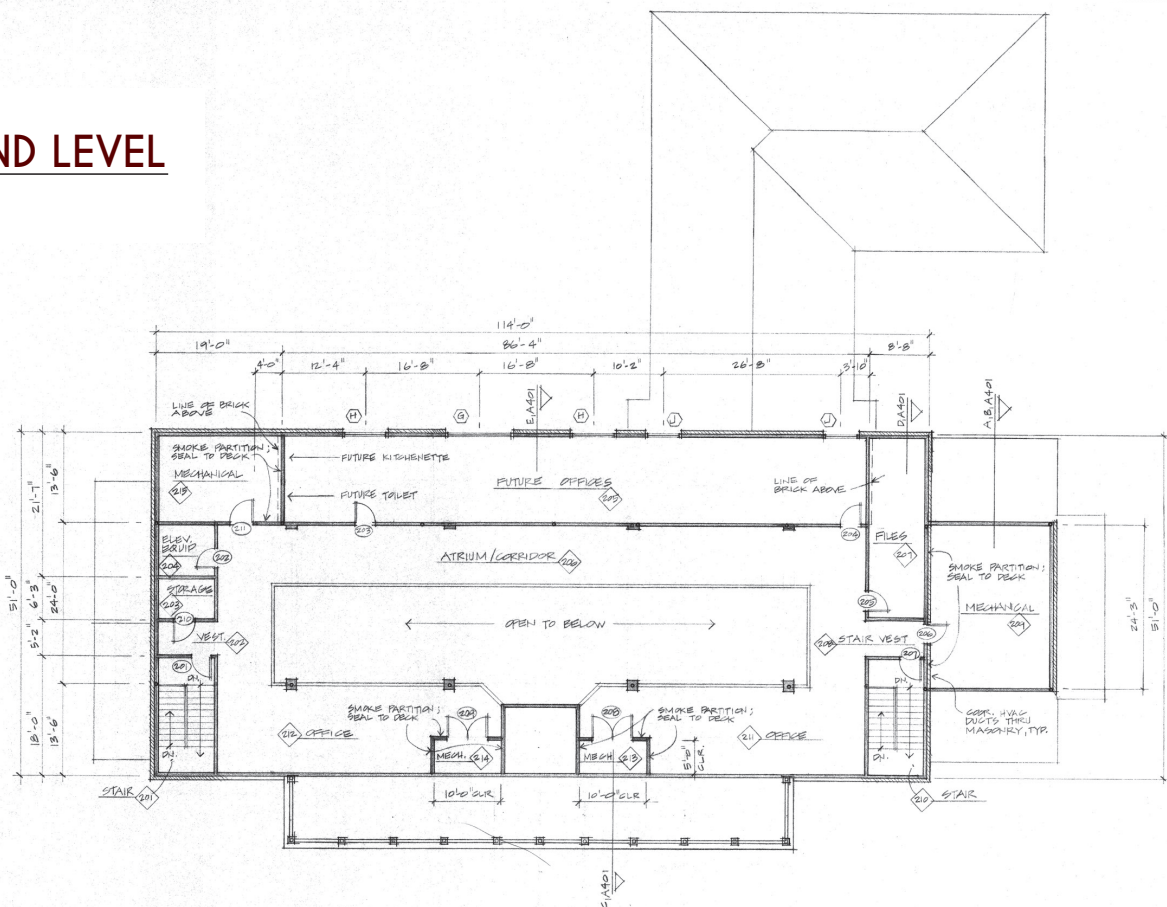 ND LEVEL
114'-0"
19'-0"
86'-4"
8'-8"
4'-0"
12'-4"
16'-8"
16'-8"
10'-2"
26'-8"
3'-10"
LINE OF BRICK
ABOVE
H
G
E,A401
H
J
J
D,A401
A,B,A401
SMOKE PARTITION;
SEAL TO DECK
MECHANICAL
215
FUTURE KITCHENETTE
FUTURE TOILET
FUTURE OFFICES
205
LINE OF
BRICK ABOVE
51'-0"
21'-7"
6'-3"
5'-2"
18'-0"
13'-6"
24'-0"
13'-6"
211
203
204
ELEV.
EQUIP
204
202
ATRIUM/CORRIDOR
206
FILES
207
STORAGE
203
210
205
SMOKE PARTITION;
SEAL TO DECK
MECHANICAL
209
24'-3"
51'-0"
VEST.
202
OPEN TO BELOW
STAIR VEST
208
206
201
207
DN.
DN.
DN.
DN.
212
OFFICE
SMOKE PARTITION;
SEAL TO DECK
209
208
SMOKE PARTITION;
SEAL TO DECK
211
OFFICE
COOR. HVAC
DUCTS THRU
MASONRY, TYP.
MECH.
214
MECH
213
5'-6"
CLR.
STAIR
201
10'-0" CLR
10'-0" CLR
210
STAIR
,A401